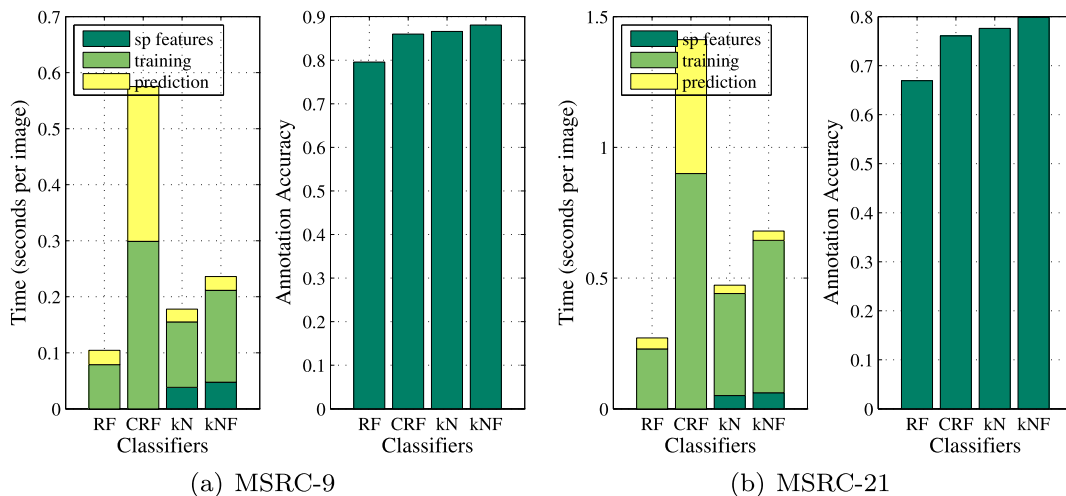 0.7
0.6
0.5
0.4
0.3
0.2
0.1
0
Time (seconds per image)
sp features
training
prediction
RF CRF kN kNF
Classifiers
0.9
0.8
0.7
0.6
0.5
0.4
0.3
0.2
0.1
0
Annotation Accuracy
RF CRF kN kNF
Classifiers
(a) MSRC-9
1.5
1
0.5
0
Time (seconds per image)
sp features
training
prediction
RF CRF kN kNF
Classifiers
0.8
0.7
0.6
0.5
0.4
0.3
0.2
0.1
0
Annotation Accuracy
RF CRF kN kNF
Classifiers
(b) MSRC-21